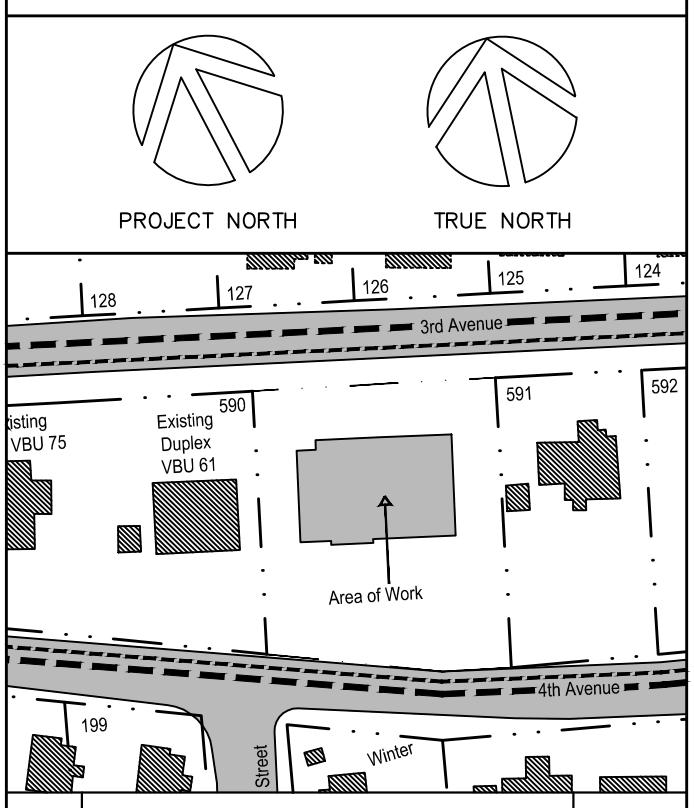 PROJECT NORTH
TRUE NORTH
128
127
126
125
124
3rd Avenue
590
591
592
VBU 75
Existing
Duplex
VBU 61
Area of Work
4th Avenue
199
Street
Winter